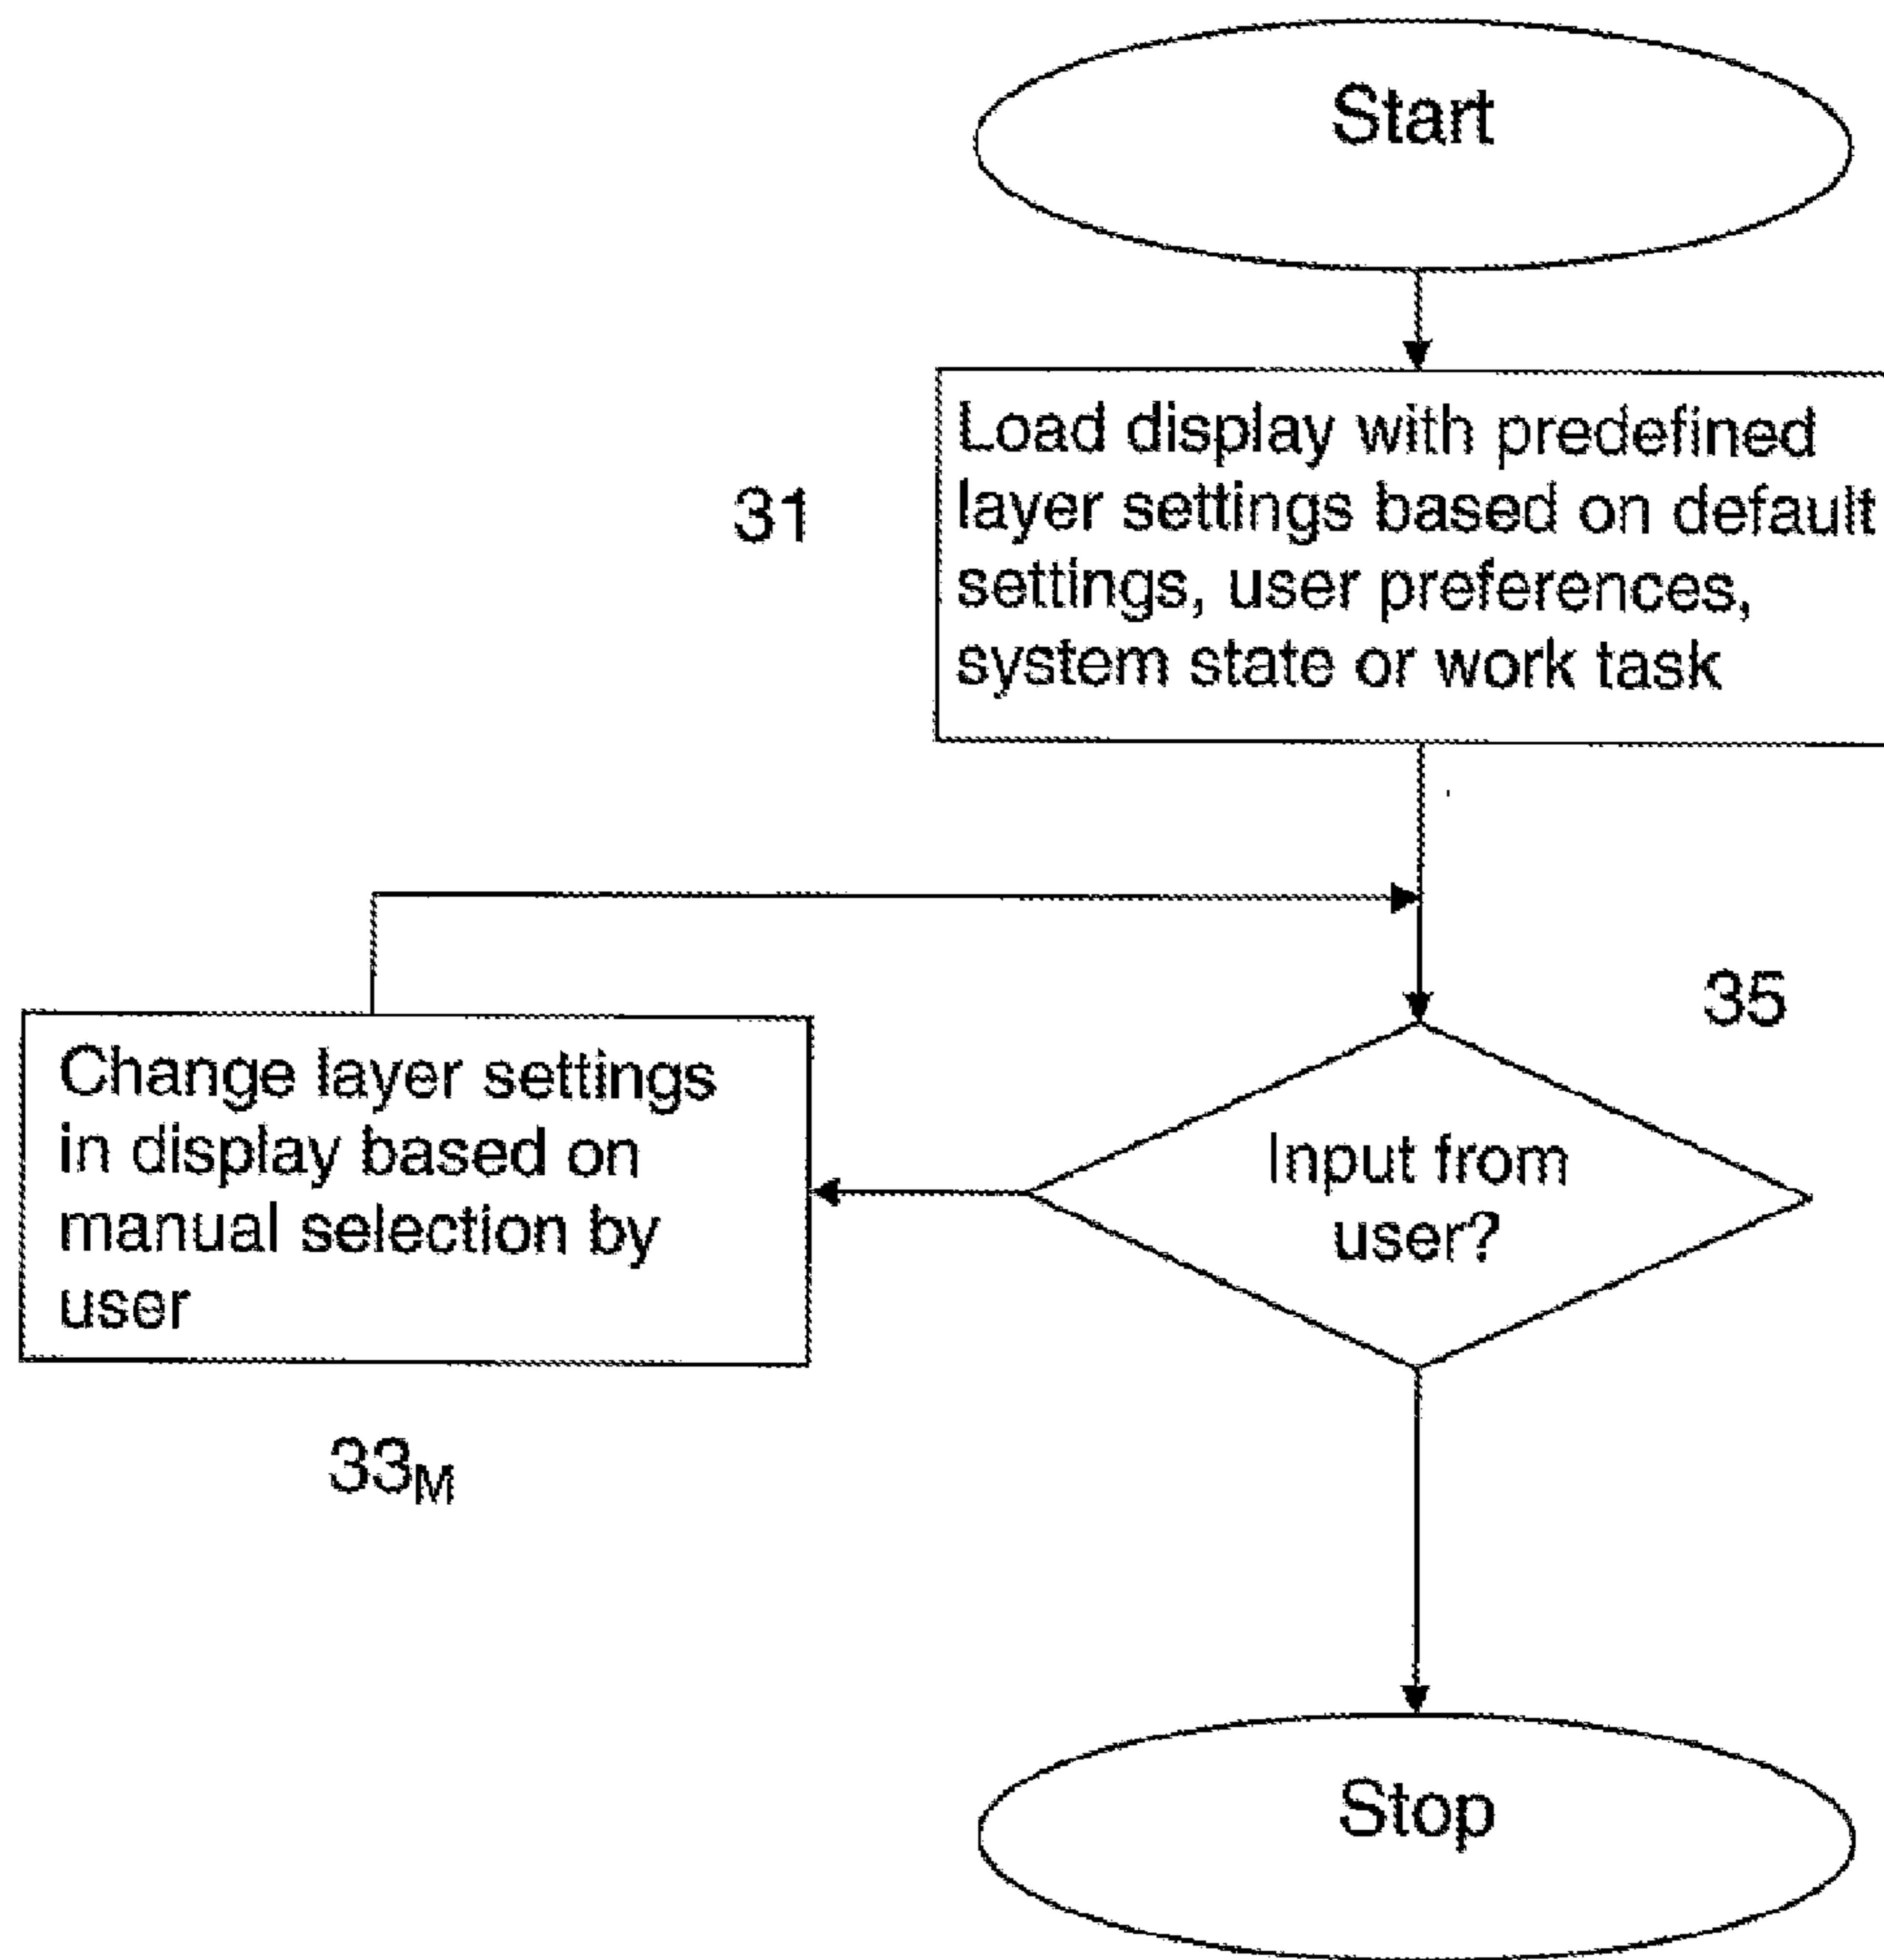 Start
31
Load display with predefined
layer settings based on default
settings, user preferences,
system state or work task
35
Change layer settings
in display based on
manual selection by
user
Input from
user?
33M
Stop